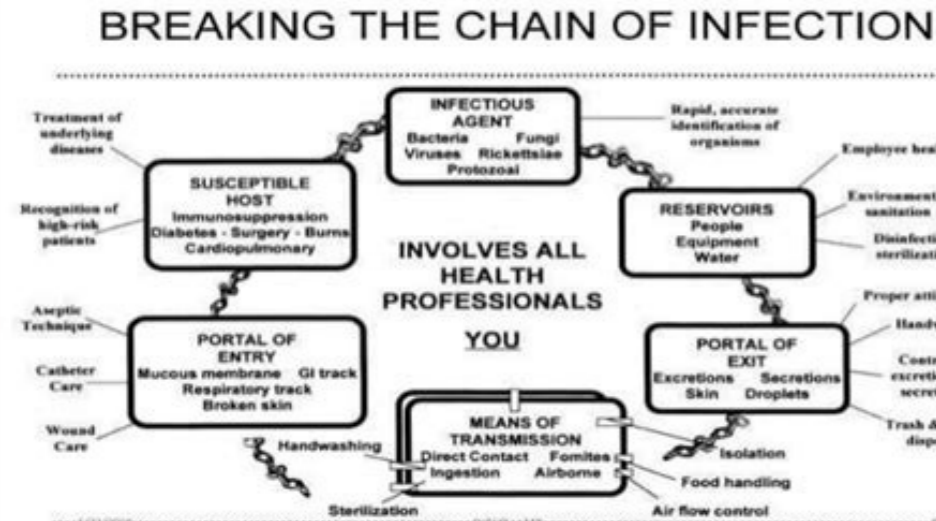 BREAKING THE CHAIN OF INFECTION
INFECTIOUS
AGENT
Bacteria Fungi
Viruses Rickettsiae
Protozoal
Rapid, accurate
identification of
organisms
Treatment of
underlying
diseases
Recognition of
high-risk
patients
SUSCEPTIBLE
HOST
Immunosuppression
Diabetes - Surgery - Burns
Cardiopulmonary
RESERVOIRS
People
Equipment
Water
Employee
sanitation
INVOLVES ALL
HEALTH
PROFESSIONALS
YOU
Aseptic
Technique
Catheter
Care
Wound
Care
PORTAL OF
ENTRY
Mucous membrane GI track
Respiratory track
Broken skin
PORTAL OF
EXIT
Excretions Secretions
Skin Droplets
Proper
Trash &
MEANS OF
TRANSMISSION
Direct Contact Fomites
Ingestion Airborne
Handwashing
Sterilization
Isolation
Food handling
Air flow control